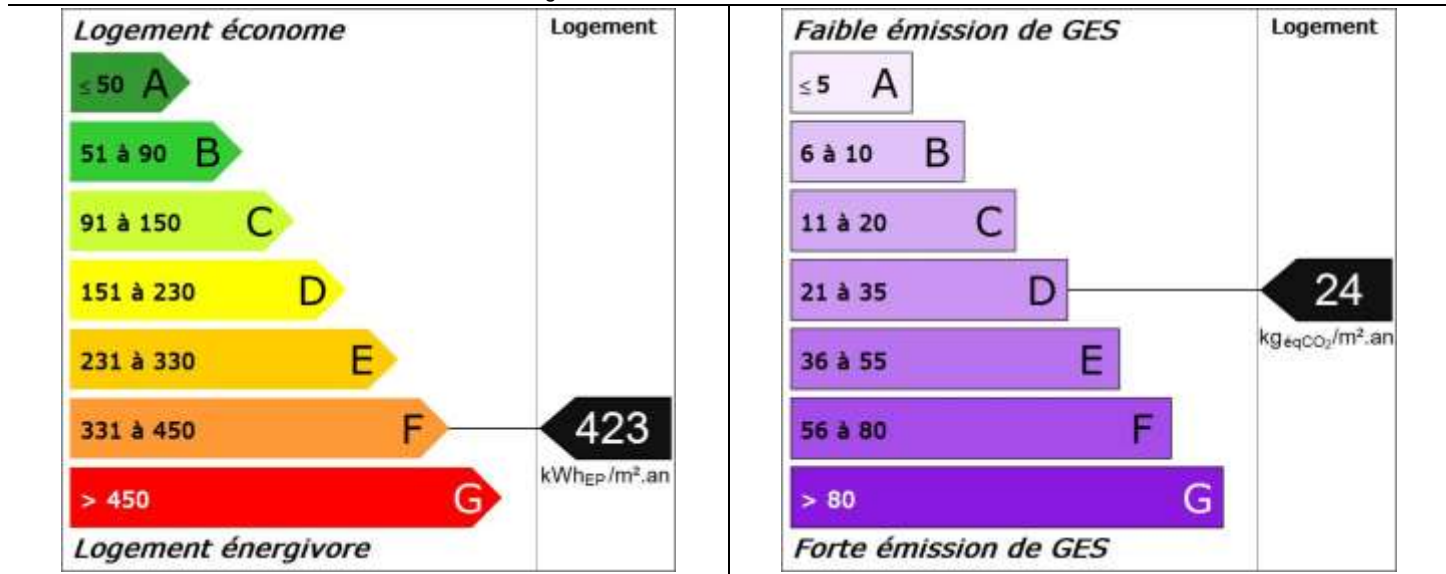 Logement économe
Logement
≤ 50 A
51 à 90 B
91 à 150 C
151 à 230 D
231 à 330 E
331 à 450 F
423
kWhEP/m².an
> 450 G
Logement énergivore
Faible émission de GES
Logement
≤ 5 A
6 à 10 B
11 à 20 C
21 à 35 D
24
kgéqCO₂/m².an
36 à 55 E
56 à 80 F
> 80 G
Forte émission de GES